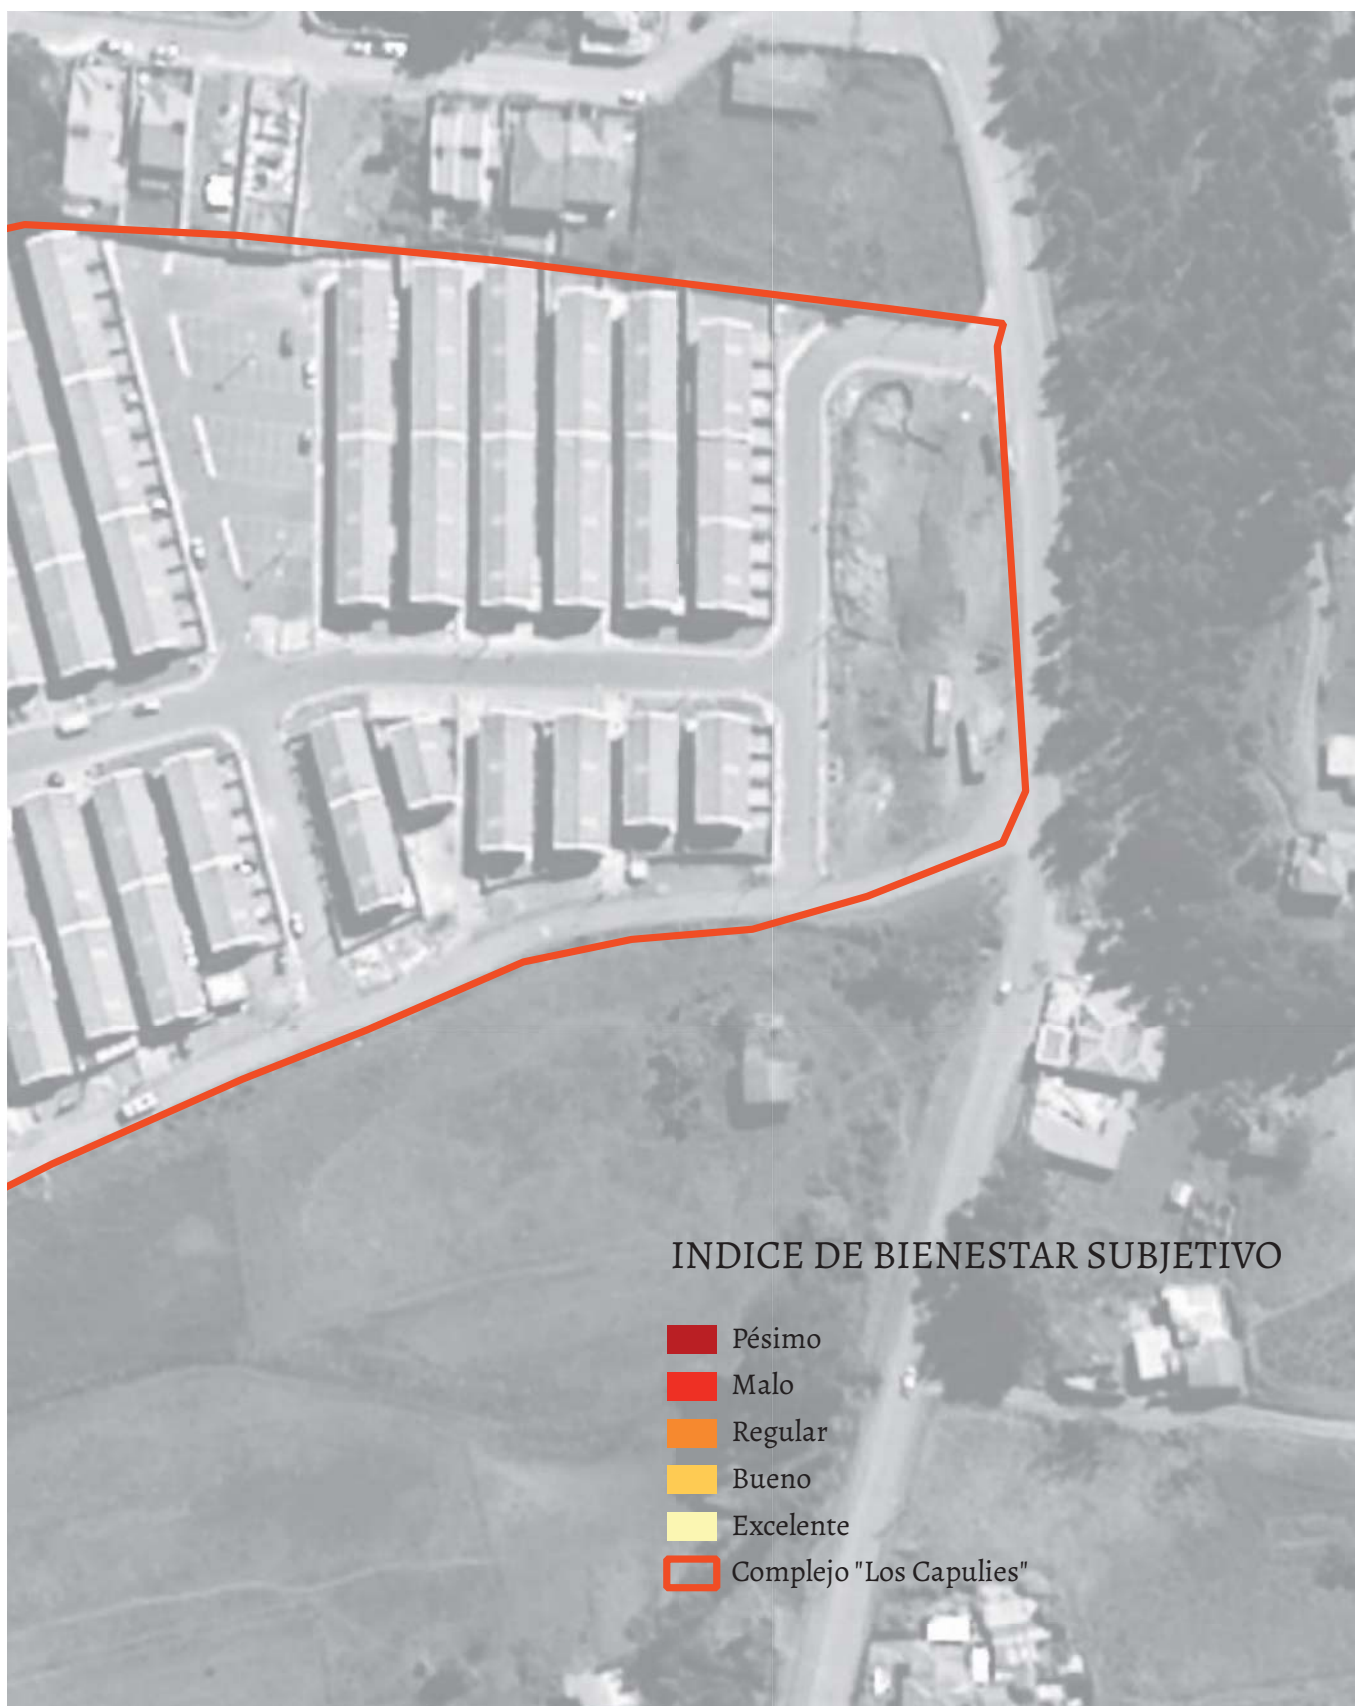 INDICE DE BIENESTAR SUBJETIVO
Pésimo
Malo
Regular
Bueno
Excelente
Complejo "Los Capulies"